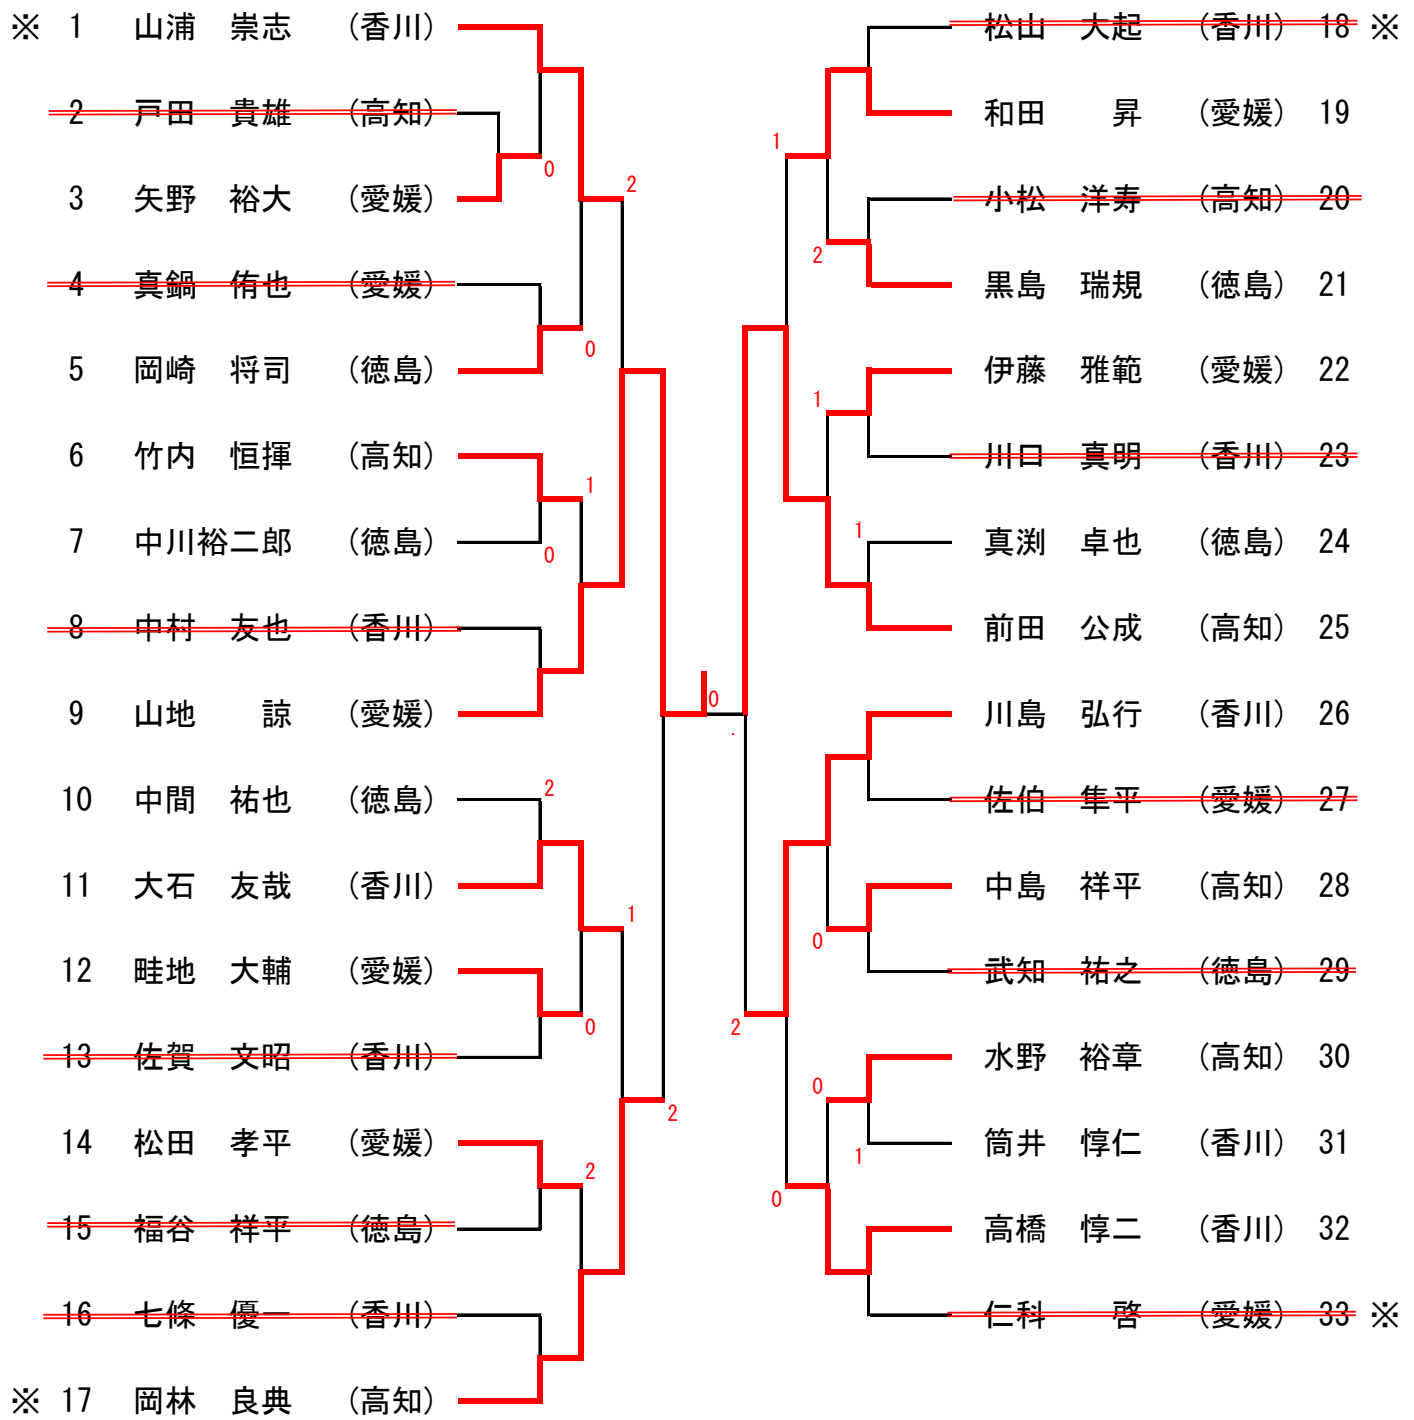 ※ 1 山浦 崇志 (香川)
2 戸田 貴雄 (高知)
0
3 矢野 裕大 (愛媛)
2
4 真鍋 侑也 (愛媛)
0
5 岡崎 将司 (徳島)
6 竹内 恒揮 (高知)
1
7 中川裕二郎 (徳島)
0
8 中村 友也 (香川)
9 山地 諒 (愛媛)
0
10 中間 祐也 (徳島)
2
11 大石 友哉 (香川)
1
12 畦地 大輔 (愛媛)
0
13 佐賀 文昭 (香川)
2
14 松田 孝平 (愛媛)
2
15 福谷 祥平 (徳島)
16 七條 優一 (香川)
※ 17 岡林 良典 (高知)
松山 大起 (香川) 18 ※
和田 昇 (愛媛) 19
1
小松 洋寿 (高知) 20
2
黒島 瑞規 (徳島) 21
伊藤 雅範 (愛媛) 22
1
川口 真明 (香川) 23
1
真渕 卓也 (徳島) 24
前田 公成 (高知) 25
川島 弘行 (香川) 26
佐伯 隼平 (愛媛) 27
中島 祥平 (高知) 28
0
武知 祐之 (徳島) 29
2
水野 裕章 (高知) 30
0
筒井 惇仁 (香川) 31
1
0
高橋 惇二 (香川) 32
仁科 啓 (愛媛) 33 ※